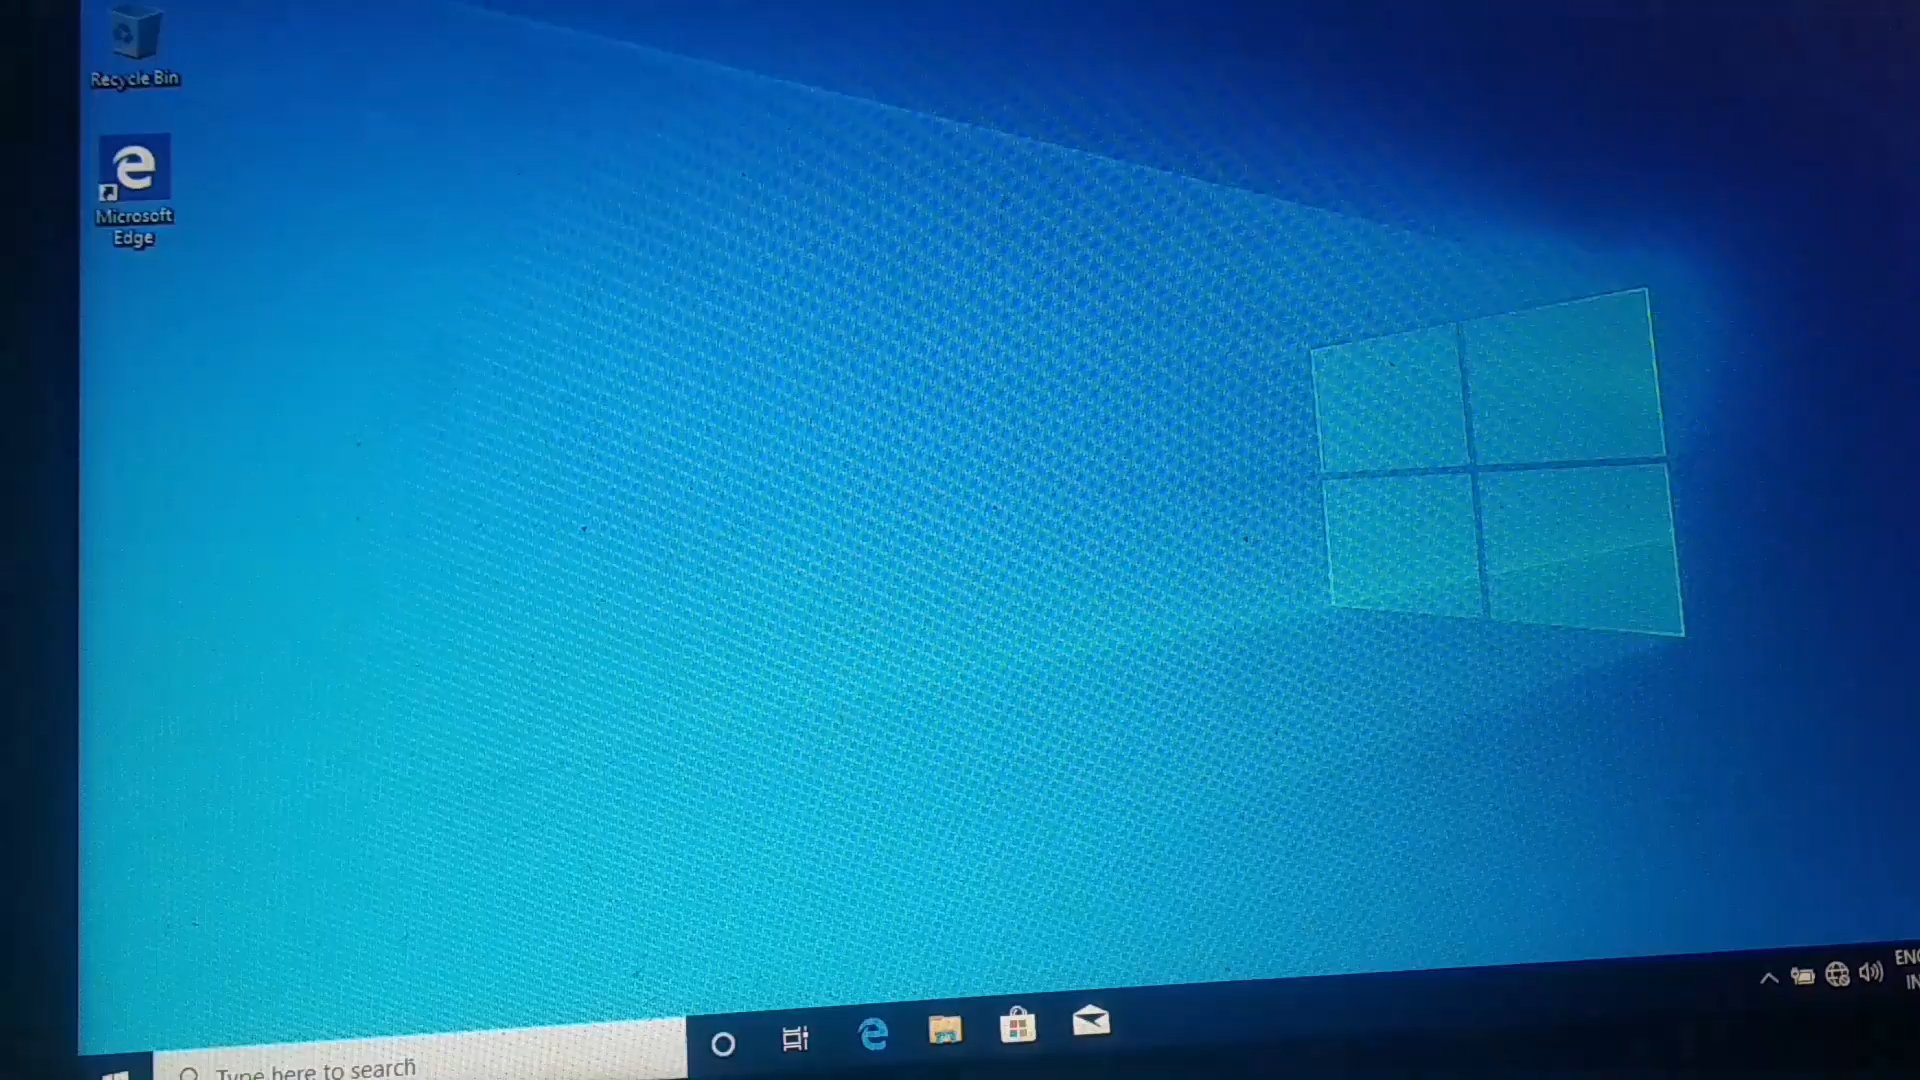 Recycle Bin
Microsoft
Edge
Type here to search
ENG
IN